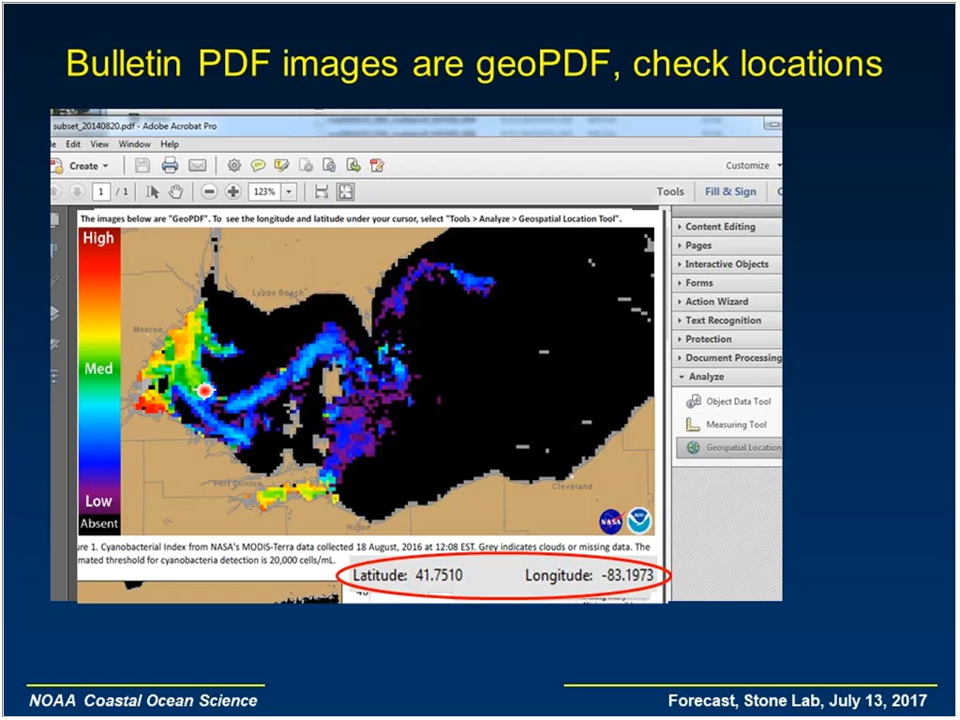 Bulletin PDF images are geoPDF, check locations
subset_20140820.pdf - Adobe Acrobat Pro
Edit View Window Help
Create
Customize
1 / 1
123%
Tools
Fill & Sign
The images below are "GeoPDF". To see the longitude and latitude under your cursor, select "Tools > Analyze > Geospatial Location Tool".
High
Med
Low
Absent
Monroe
Port Clinton
Huron
Cleveland
NASA
Content Editing
Pages
Interactive Objects
Forms
Action Wizard
Text Recognition
Protection
Document Processing
Analyze
Object Data Tool
Measuring Tool
Geospatial Location
ure 1. Cyanobacterial Index from NASA's MODIS-Terra data collected 18 August, 2016 at 12:08 EST. Grey indicates clouds or missing data. The
mated threshold for cyanobacteria detection is 20,000 cells/mL.
Latitude: 41.7510 Longitude: -83.1973
NOAA Coastal Ocean Science
Forecast, Stone Lab, July 13, 2017